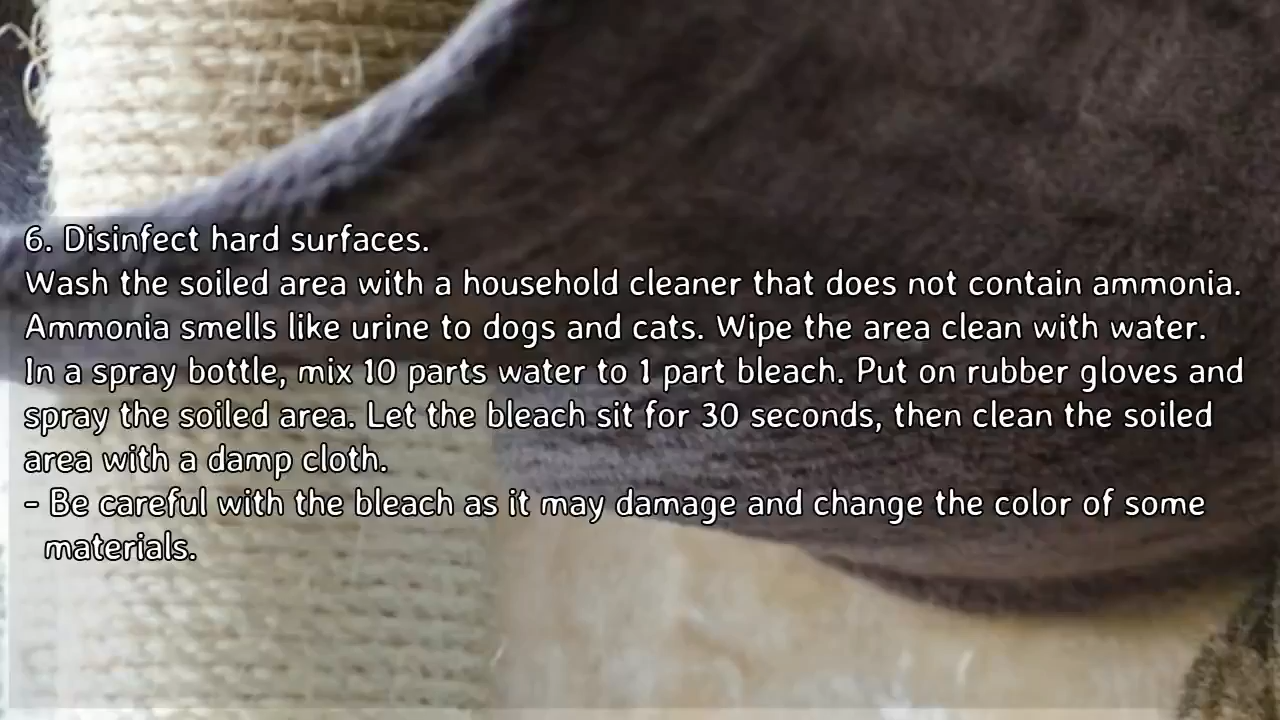 6. Disinfect hard surfaces.
Wash the soiled area with a household cleaner that does not contain ammonia.
Ammonia smells like urine to dogs and cats. Wipe the area clean with water.
In a spray bottle, mix 10 parts water to 1 part bleach. Put on rubber gloves and
spray the soiled area. Let the bleach sit for 30 seconds, then clean the soiled
area with a damp cloth.
- Be careful with the bleach as it may damage and change the color of some
materials.